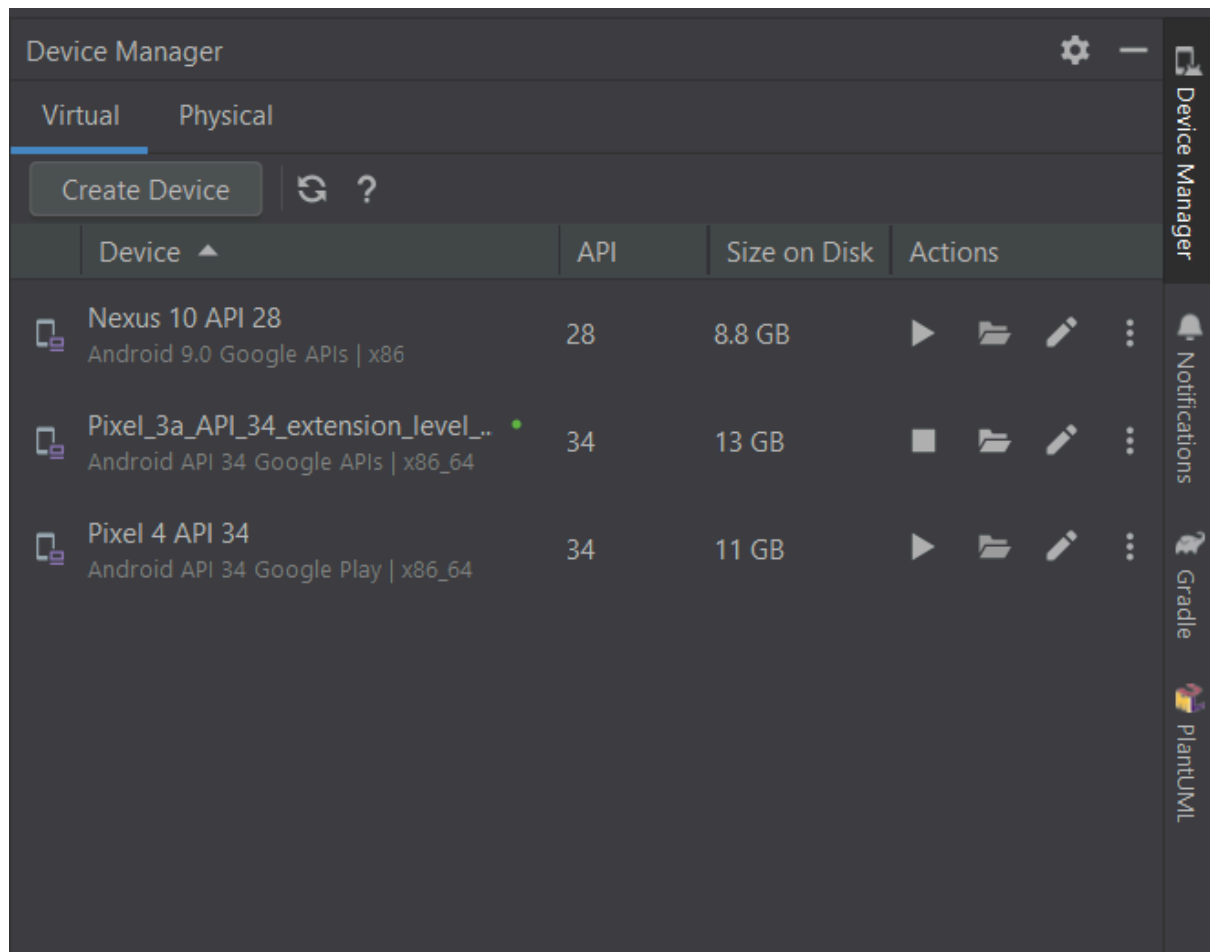 Device Manager
Virtual Physical
Create Device ?
Device API Size on Disk Actions
Nexus 10 API 28
Android 9.0 Google APIs | x86
28 8.8 GB
Pixel_3a_API_34_extension_level_..
Android API 34 Google APIs | x86_64
34 13 GB
Pixel 4 API 34
Android API 34 Google Play | x86_64
34 11 GB
Device Manager
Notifications
Gradle
PlantUML